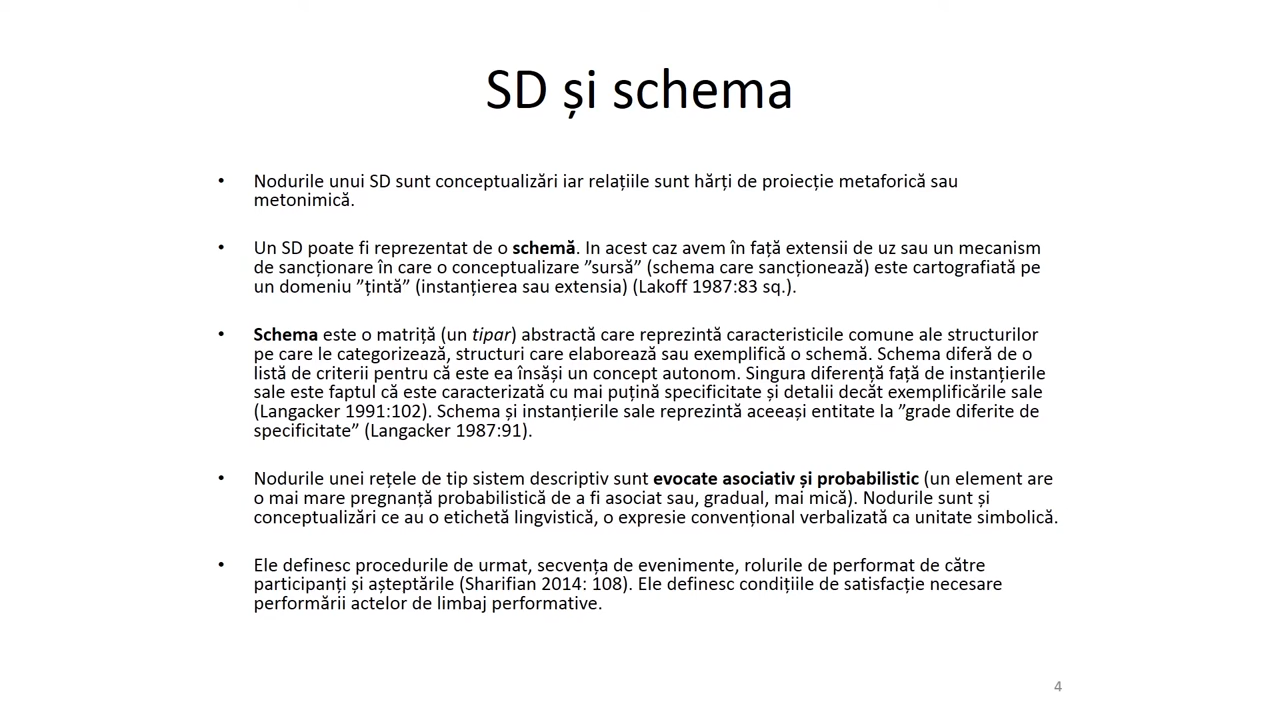 SD și schema
• Nodurile unui SD sunt conceptualizări iar relațiile sunt hărți de proiecție metaforică sau
metonimică.
• Un SD poate fi reprezentat de o schemă. In acest caz avem în față extensii de uz sau un mecanism
de sancționare în care o conceptualizare ”sursă” (schema care sancționează) este cartografiată pe
un domeniu ”țintă” (instanțierea sau extensia) (Lakoff 1987:83 sq.).
• Schema este o matriță (un tipar) abstractă care reprezintă caracteristicile comune ale structurilor
pe care le categorizează, structuri care elaborează sau exemplifică o schemă. Schema diferă de o
listă de criterii pentru că este ea însăși un concept autonom. Singura diferență față de instanțierile
sale este faptul că este caracterizată cu mai puțină specificitate și detalii decăt exemplificările sale
(Langacker 1991:102). Schema și instanțierile sale reprezintă aceeași entitate la ”grade diferite de
specificitate” (Langacker 1987:91).
• Nodurile unei rețele de tip sistem descriptiv sunt evocate asociativ și probabilistic (un element are
o mai mare pregnanță probabilistică de a fi asociat sau, gradual, mai mică). Nodurile sunt și
conceptualizări ce au o etichetă lingvistică, o expresie convențional verbalizată ca unitate simbolică.
• Ele definesc procedurile de urmat, secvența de evenimente, rolurile de performat de către
participanți și așteptările (Sharifian 2014: 108). Ele definesc condițiile de satisfacție necesare
performării actelor de limbaj performative.
4